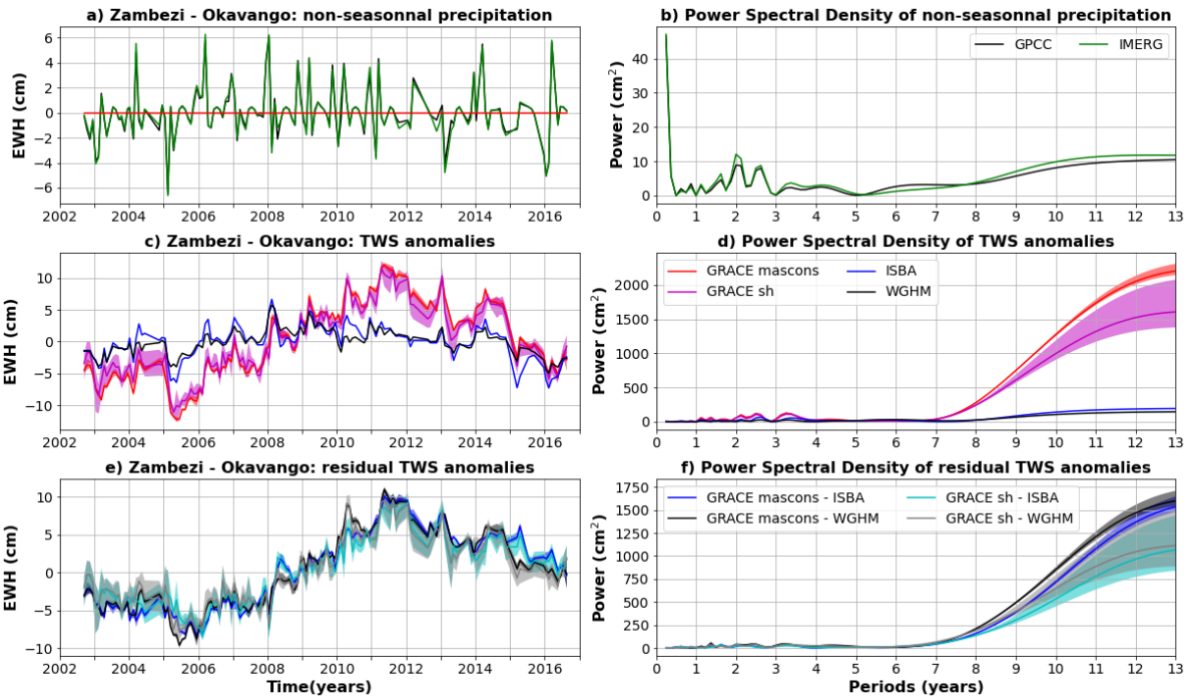 a) Zambezi - Okavango: non-seasonnal precipitation
EWH (cm)
6
4
2
0
−2
−4
−6
2002 2004 2006 2008 2010 2012 2014 2016
b) Power Spectral Density of non-seasonnal precipitation
Power (cm²)
GPCC IMERG
40
30
20
10
0
0 1 2 3 4 5 6 7 8 9 10 11 12 13
c) Zambezi - Okavango: TWS anomalies
EWH (cm)
10
5
0
−5
−10
2002 2004 2006 2008 2010 2012 2014 2016
d) Power Spectral Density of TWS anomalies
Power (cm²)
GRACE mascons ISBA
GRACE sh WGHM
2000
1500
1000
500
0
0 1 2 3 4 5 6 7 8 9 10 11 12 13
e) Zambezi - Okavango: residual TWS anomalies
EWH (cm)
10
5
0
−5
−10
2002 2004 2006 2008 2010 2012 2014 2016
Time(years)
f) Power Spectral Density of residual TWS anomalies
Power (cm²)
GRACE mascons - ISBA GRACE sh - ISBA
GRACE mascons - WGHM GRACE sh - WGHM
1750
1500
1250
1000
750
500
250
0
0 1 2 3 4 5 6 7 8 9 10 11 12 13
Periods (years)